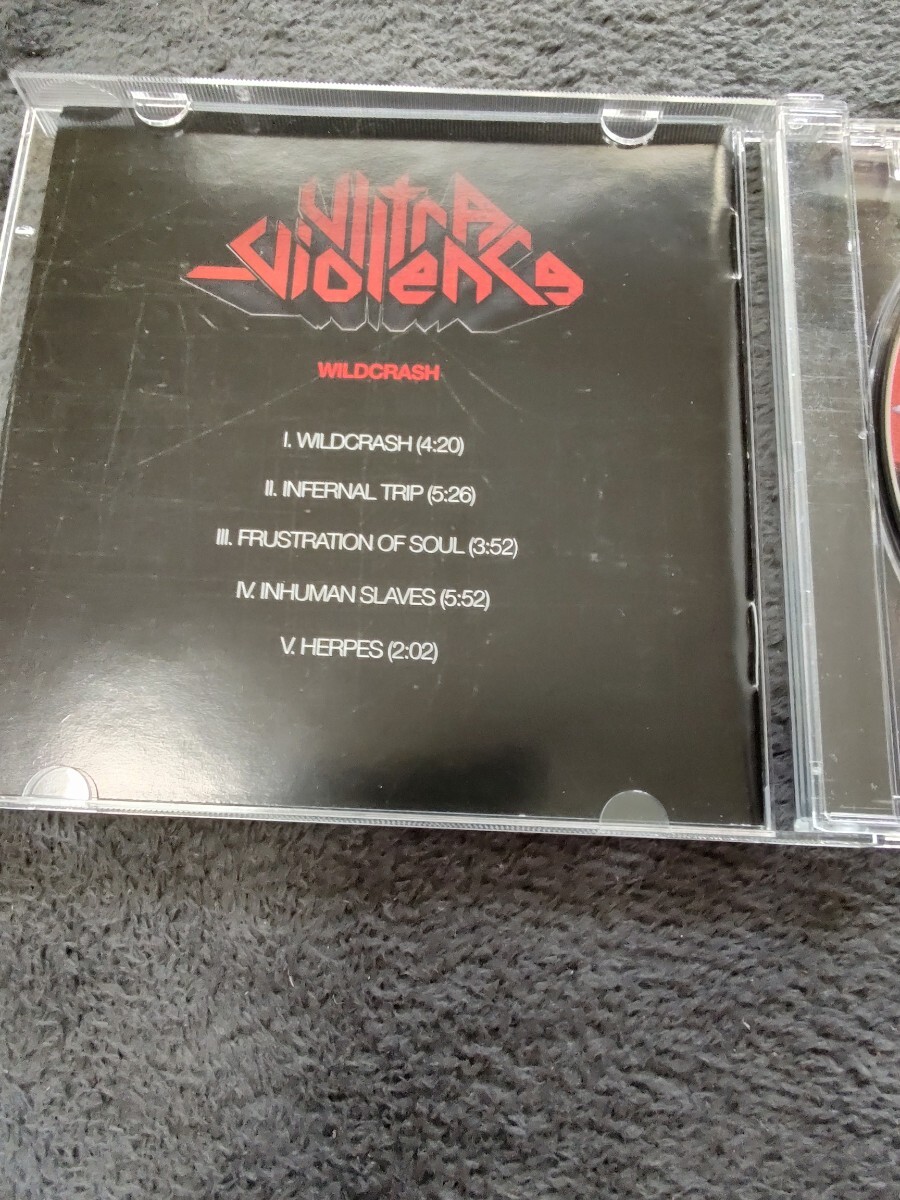 Ultra
Violence
WILDCRASH
I. WILDCRASH (4:20)
II. INFERNAL TRIP (5:26)
III. FRUSTRATION OF SOUL (3:52)
IV. INHUMAN SLAVES (5:52)
V. HERPES (2:02)